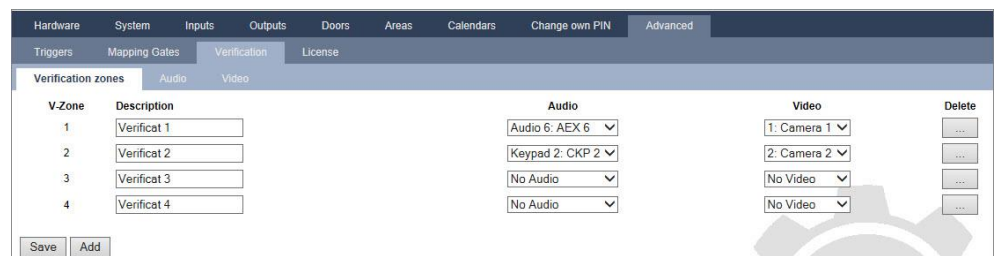 Hardware System Inputs Outputs Doors Areas Calendars Change own PIN Advanced
Triggers Mapping Gates Verification License
Verification zones Audio Video
V-Zone Description Audio Video Delete
1 Verificat 1 Audio 6: AEX 6 1: Camera 1 ...
2 Verificat 2 Keypad 2: CKP 2 2: Camera 2 ...
3 Verificat 3 No Audio No Video ...
4 Verificat 4 No Audio No Video ...
Save Add